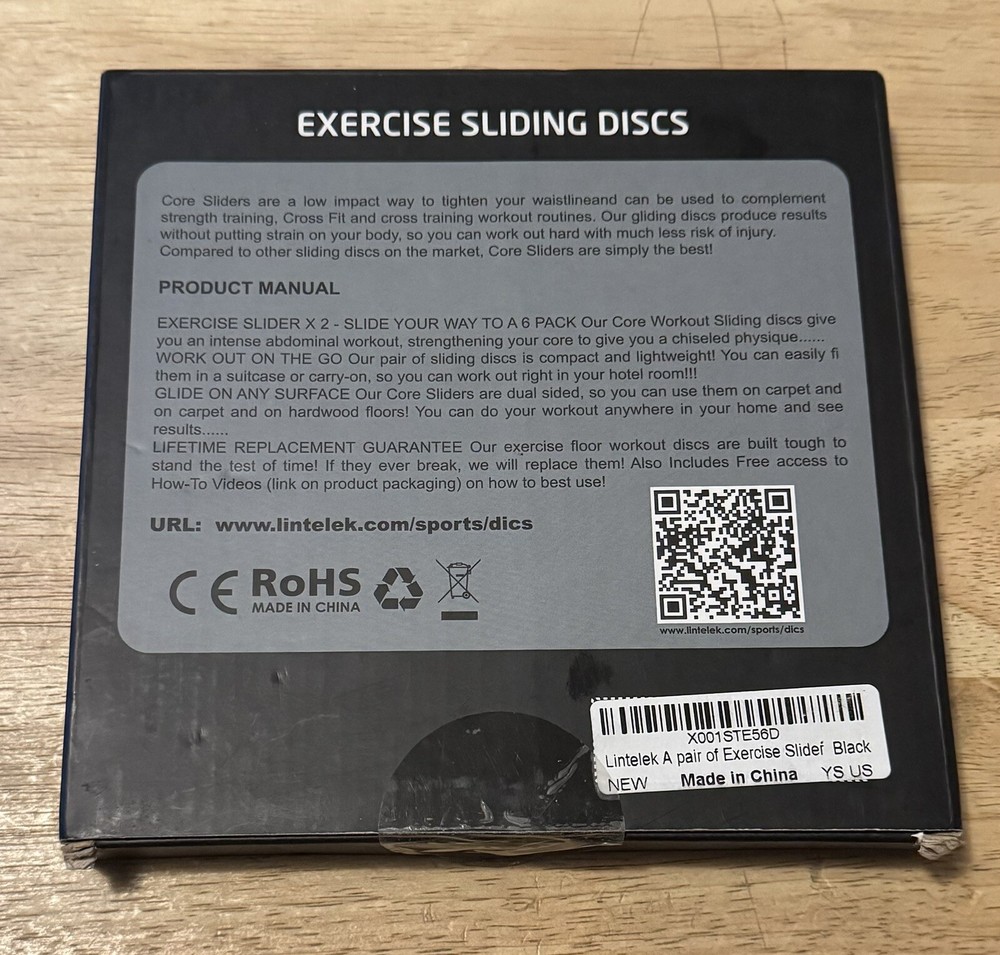 EXERCISE SLIDING DISCS
Core Sliders are a low impact way to tighten your waistlineand can be used to complement
strength training, Cross Fit and cross training workout routines. Our gliding discs produce results
without putting strain on your body, so you can work out hard with much less risk of injury.
Compared to other sliding discs on the market, Core Sliders are simply the best!
PRODUCT MANUAL
EXERCISE SLIDER X 2 - SLIDE YOUR WAY TO A 6 PACK Our Core Workout Sliding discs give
you an intense abdominal workout, strengthening your core to give you a chiseled physique......
WORK OUT ON THE GO Our pair of sliding discs is compact and lightweight! You can easily fi
them in a suitcase or carry-on, so you can work out right in your hotel room!!!
GLIDE ON ANY SURFACE Our Core Sliders are dual sided, so you can use them on carpet and
on carpet and on hardwood floors! You can do your workout anywhere in your home and see
results......
LIFETIME REPLACEMENT GUARANTEE Our exercise floor workout discs are built tough to
stand the test of time! If they ever break, we will replace them! Also Includes Free access to
How-To Videos (link on product packaging) on how to best use!
URL: www.lintelek.com/sports/dics
CE RoHS
MADE IN CHINA
www.lintelek.com/sports/dics
X001STE56D
Lintelek A pair of Exercise Slider Black
NEW Made in China YS US